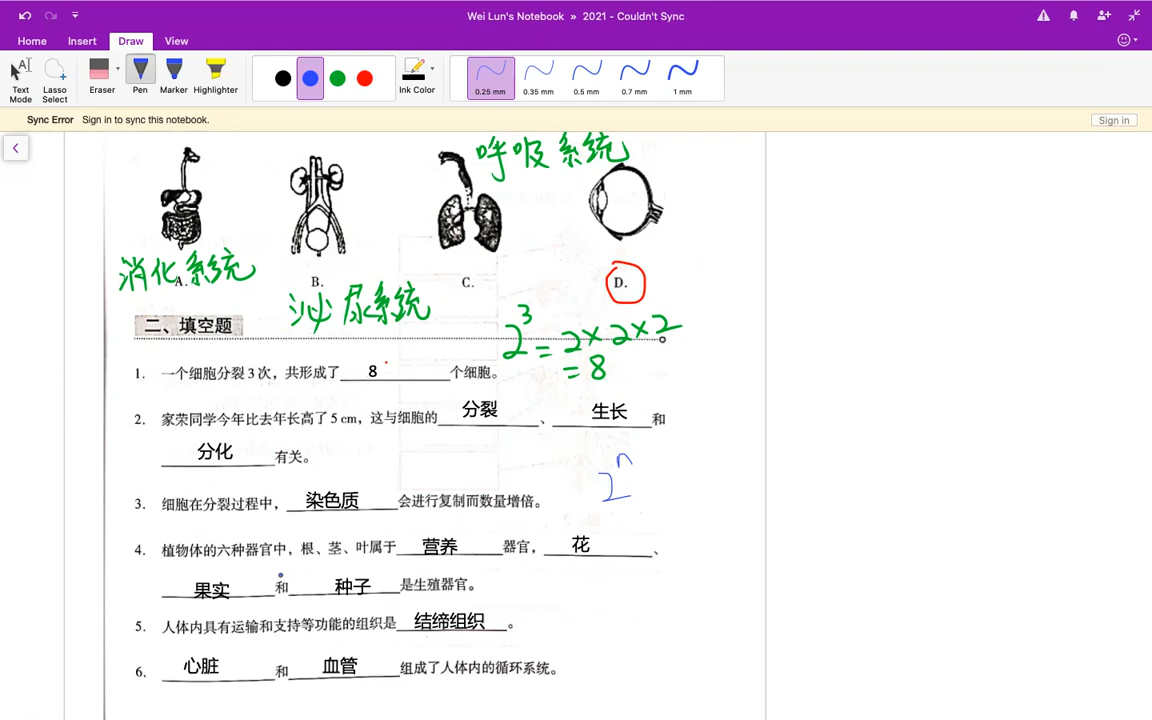 Wei Lun's Notebook » 2021 - Couldn't Sync
Home Insert Draw View
Text Mode
Lasso Select
Eraser
Pen
Marker
Highlighter
Ink Color
0.25 mm
0.35 mm
0.5 mm
0.7 mm
1 mm
Sync Error Sign in to sync this notebook.
Sign in
呼吸系统
消化系统
A.
B.
C.
D.
泌尿系统
二、填空题
2³ = 2×2×2
= 8
1. 一个细胞分裂3次，共形成了 8 个细胞。
2. 家荣同学今年比去年长高了5 cm，这与细胞的 分裂 、 生长 和
分化 有关。
2ⁿ
3. 细胞在分裂过程中， 染色质 会进行复制而数量增倍。
4. 植物体的六种器官中，根、茎、叶属于 营养 器官， 花 、
果实 和 种子 是生殖器官。
5. 人体内具有运输和支持等功能的组织是 结缔组织 。
6. 心脏 和 血管 组成了人体内的循环系统。